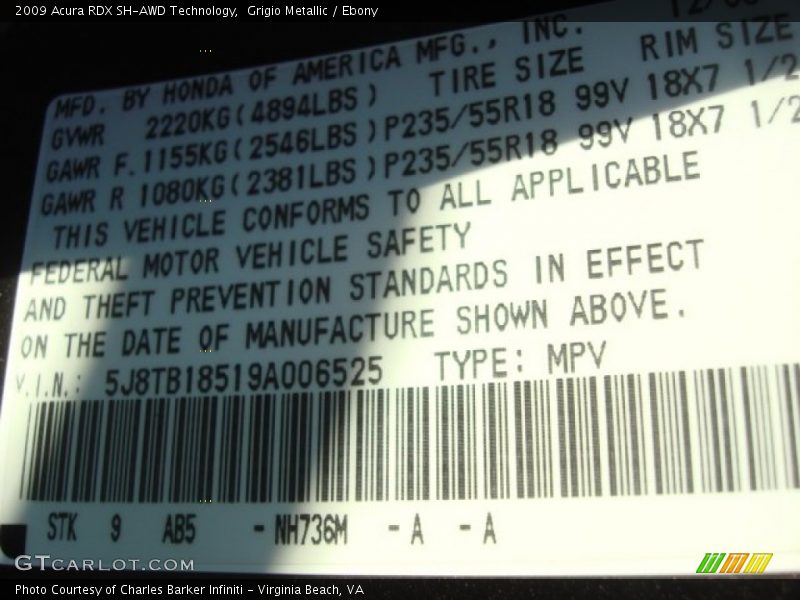 2009 Acura RDX SH-AWD Technology,  Grigio Metallic / Ebony
MFD. BY HONDA OF AMERICA MFG., INC.
GVWR 2220KG(4894LBS) TIRE SIZE RIM SIZE
GAWR F.1155KG(2546LBS)P235/55R18 99V 18X7 1/2
GAWR R 1080KG(2381LBS)P235/55R18 99V 18X7 1/2
THIS VEHICLE CONFORMS TO ALL APPLICABLE
FEDERAL MOTOR VEHICLE SAFETY
AND THEFT PREVENTION STANDARDS IN EFFECT
ON THE DATE OF MANUFACTURE SHOWN ABOVE.
V.I.N.: 5J8TB18519A006525 TYPE: MPV
STK 9 AB5 -NH736M -A -A
GTCARLOT.COM
Photo Courtesy of Charles Barker Infiniti - Virginia Beach, VA